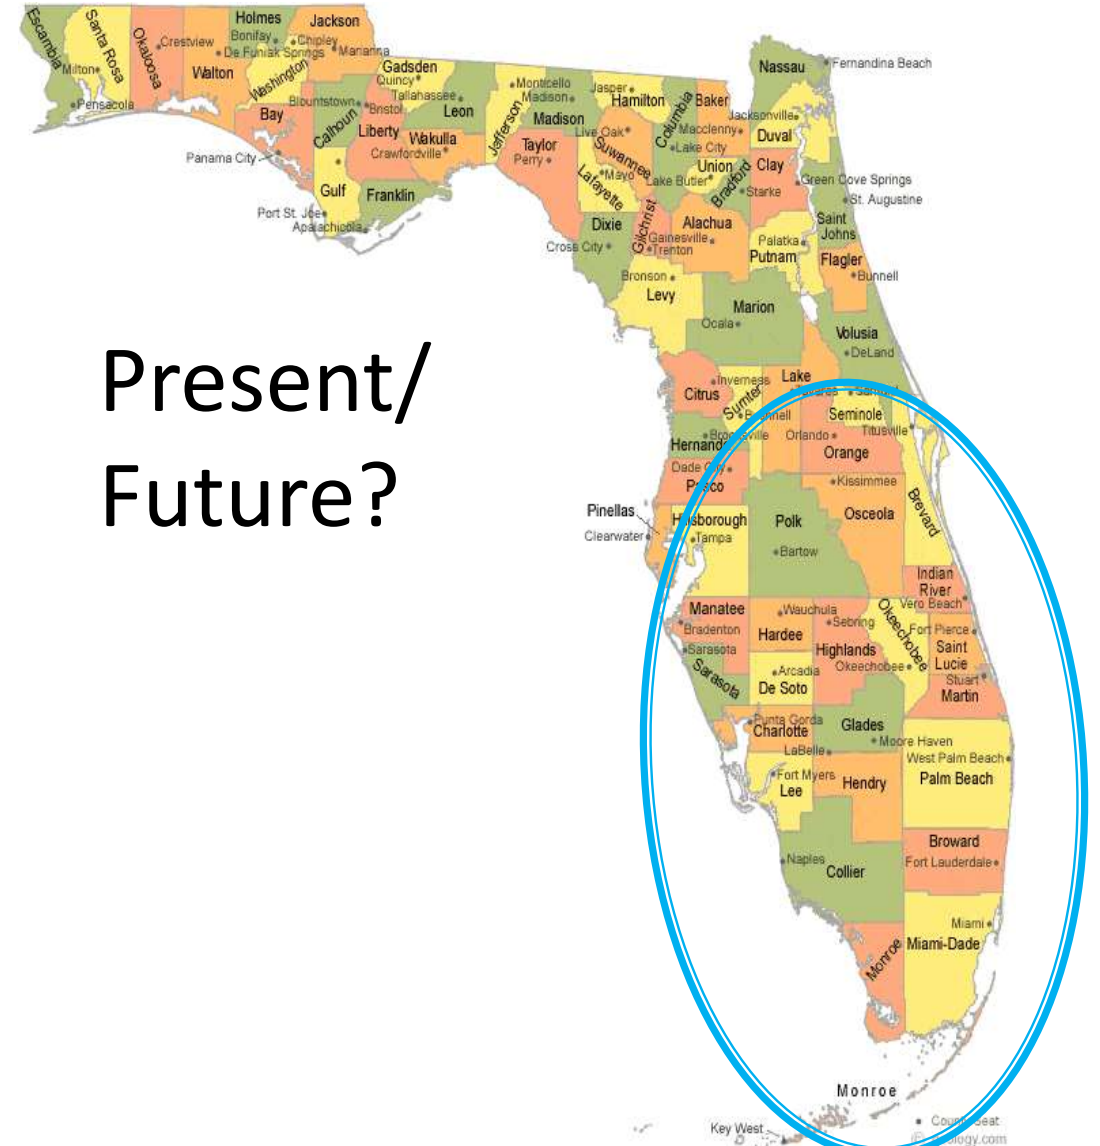 Present/
Future?
Escambia
Santa Rosa
Milton
Pensacola
Okaloosa
Crestview
Walton
De Funiak Springs
Holmes
Bonifay
Washington
Chipley
Jackson
Marianna
Bay
Panama City
Calhoun
Blountstown
Gulf
Port St. Joe
Liberty
Bristol
Franklin
Apalachicola
Gadsden
Quincy
Tallahassee
Leon
Wakulla
Crawfordville
Jefferson
Monticello
Madison
Madison
Taylor
Perry
Jasper
Hamilton
Live Oak
Suwannee
Mayo
Lafayette
Dixie
Cross City
Columbia
Lake City
Baker
Macclenny
Union
Lake Butler
Bradford
Starke
Gilchrist
Trenton
Alachua
Gainesville
Nassau
Fernandina Beach
Jacksonville
Duval
Clay
Green Cove Springs
St. Augustine
Saint
Johns
Palatka
Putnam
Flagler
Bunnell
Bronson
Levy
Marion
Ocala
Volusia
DeLand
Citrus
Inverness
Sumter
Lake
Seminole
Titusville
Orlando
Orange
Dade City
Pinellas
Clearwater
Tampa
Polk
Bartow
Kissimmee
Osceola
Brevard
Indian
River
Vero Beach
Manatee
Bradenton
Sarasota
Sarasota
Wauchula
Hardee
Sebring
Highlands
Okeechobee
Okeechobee
Fort Pierce
Saint
Lucie
Stuart
Martin
Arcadia
De Soto
Punta Gorda
Charlotte
Glades
Moore Haven
LaBelle
Fort Myers
Lee
Hendry
West Palm Beach
Palm Beach
Broward
Fort Lauderdale
Naples
Collier
Miami
Miami-Dade
Monroe
Monroe
Key West